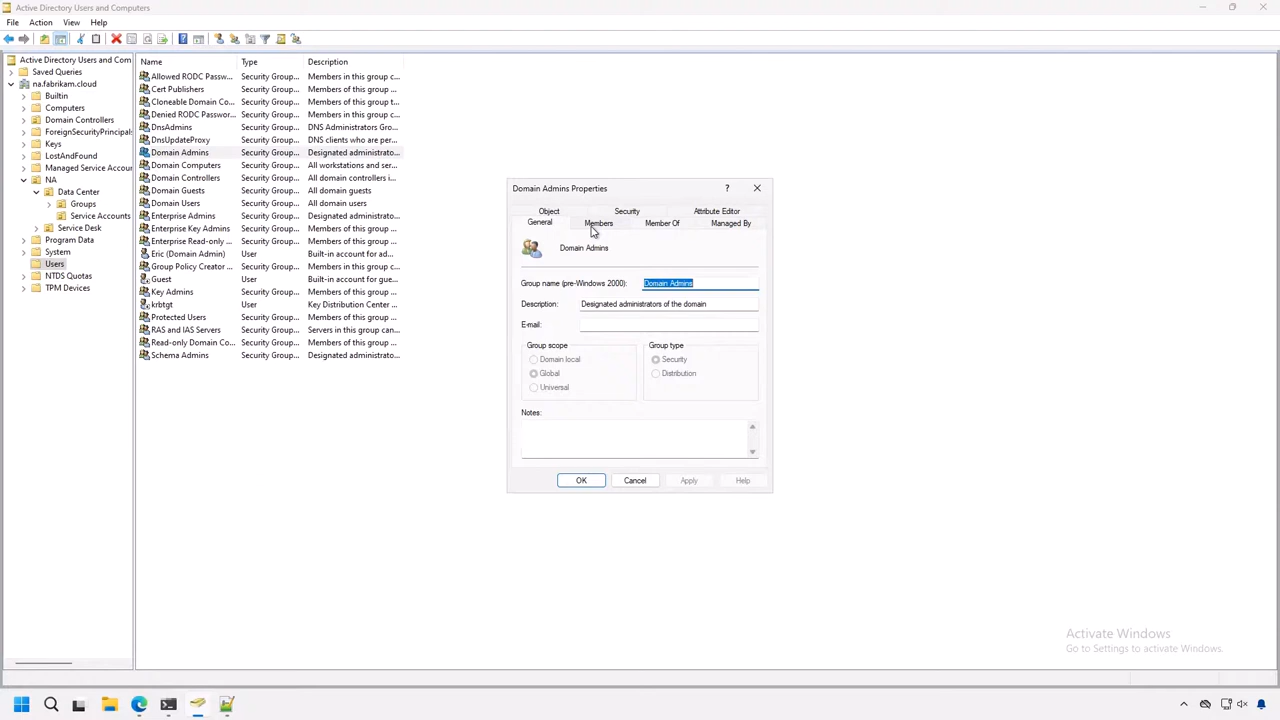 Active Directory Users and Computers
File Action View Help
Active Directory Users and Com
Saved Queries
na.fabrikam.cloud
Builtin
Computers
Domain Controllers
ForeignSecurityPrincipals
Keys
LostAndFound
Managed Service Accoun
NA
Data Center
Groups
Service Accounts
Service Desk
Program Data
System
Users
NTDS Quotas
TPM Devices
Name Type Description
Allowed RODC Passw... Security Group... Members in this group c...
Cert Publishers Security Group... Members of this group ...
Cloneable Domain Co... Security Group... Members of this group t...
Denied RODC Passwor... Security Group... Members in this group c...
DnsAdmins Security Group... DNS Administrators Gro...
DnsUpdateProxy Security Group... DNS clients who are per...
Domain Admins Security Group... Designated administrato...
Domain Computers Security Group... All workstations and ser...
Domain Controllers Security Group... All domain controllers i...
Domain Guests Security Group... All domain guests
Domain Users Security Group... All domain users
Enterprise Admins Security Group... Designated administrato...
Enterprise Key Admins Security Group... Members of this group ...
Enterprise Read-only ... Security Group... Members of this group ...
Eric (Domain Admin) User Built-in account for ad...
Group Policy Creator ... Security Group... Members in this group c...
Guest User Built-in account for gue...
Key Admins Security Group... Members of this group ...
krbtgt User Key Distribution Center ...
Protected Users Security Group... Members of this group ...
RAS and IAS Servers Security Group... Servers in this group can...
Read-only Domain Co... Security Group... Members of this group ...
Schema Admins Security Group... Designated administrato...
Domain Admins Properties ?
Object Security Attribute Editor
General Members Member Of Managed By
Domain Admins
Group name (pre-Windows 2000): Domain Admins
Description: Designated administrators of the domain
E-mail:
Group scope Group type
Domain local Security
Global Distribution
Universal
Notes:
OK Cancel Apply Help
Activate Windows
Go to Settings to activate Windows.